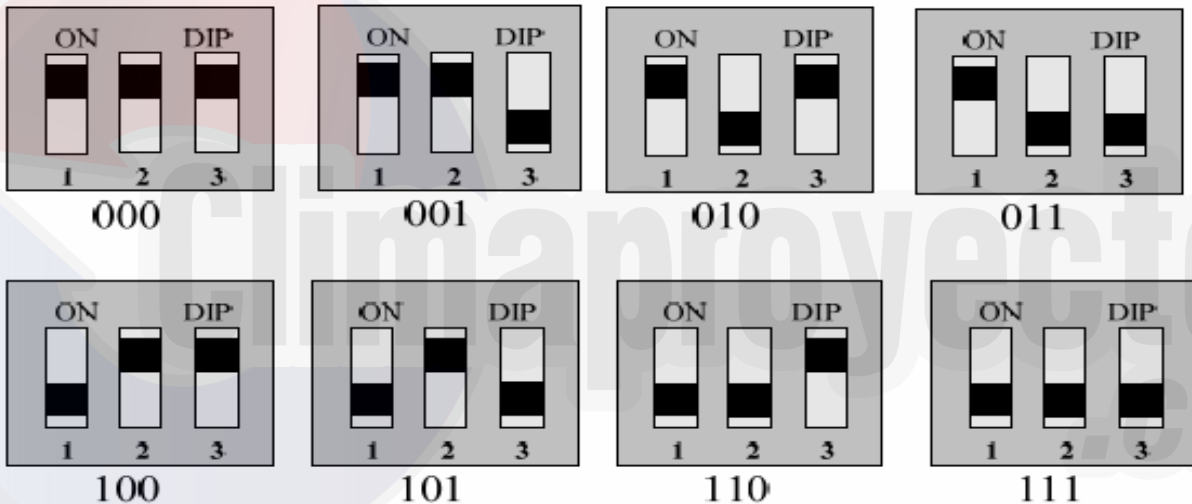 ON DIP ON DIP ON DIP ON DIP
1 2 3 1 2 3 1 2 3 1 2 3
000 001 010 011
ON DIP ON DIP ON DIP ON DIP
1 2 3 1 2 3 1 2 3 1 2 3
100 101 110 111
Climaproyecto
.c